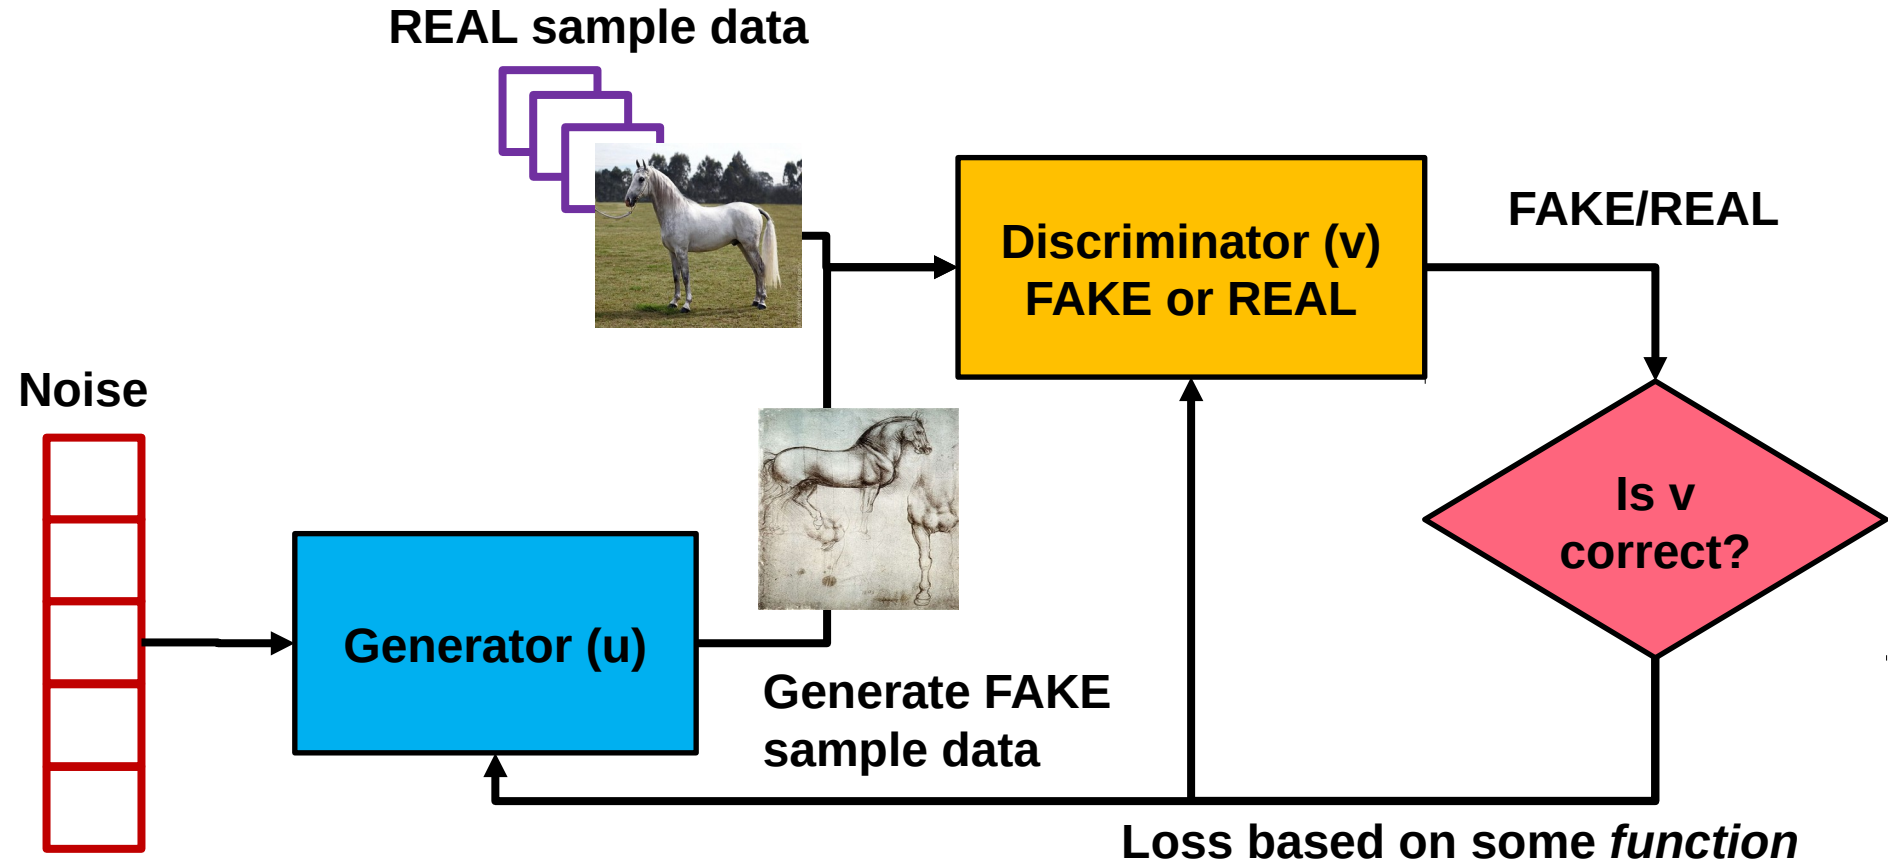 REAL sample data
Discriminator (v)
FAKE or REAL
FAKE/REAL
Noise
Is v
correct?
Generator (u)
Generate FAKE
sample data
Loss based on some function